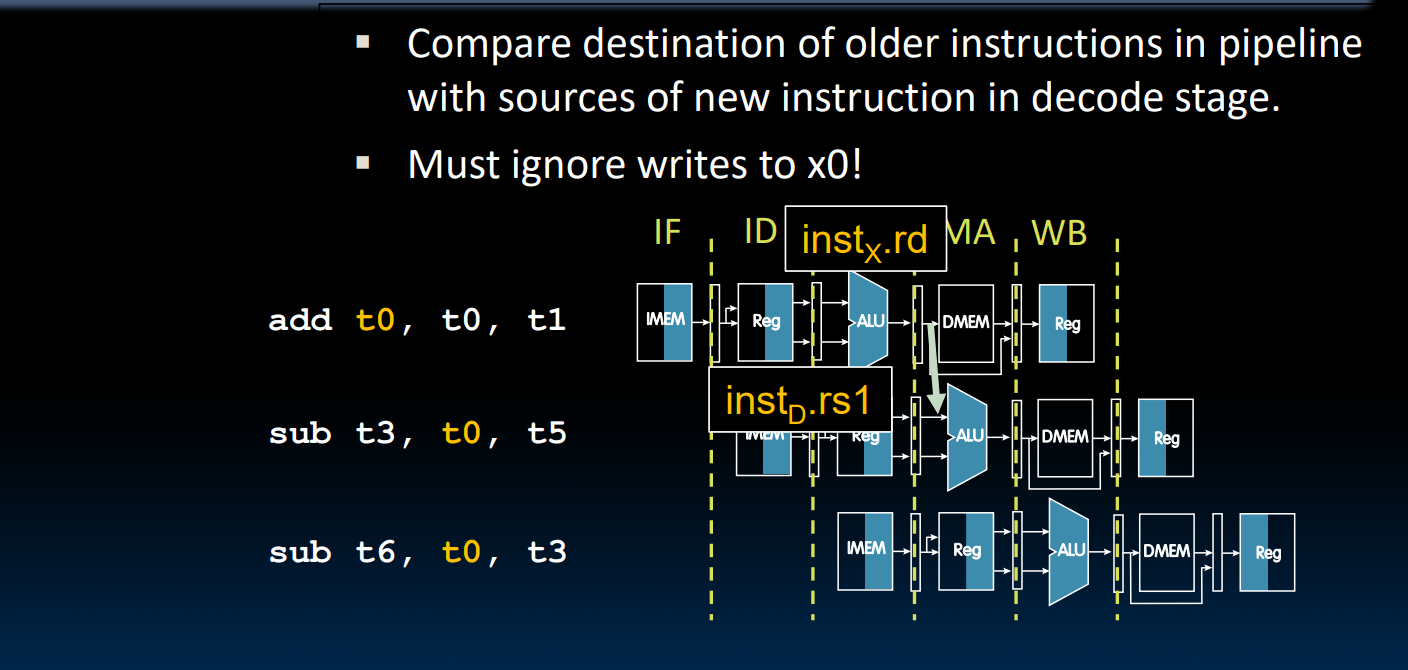 Compare destination of older instructions in pipeline
with sources of new instruction in decode stage.
Must ignore writes to x0!
IF ID instX.rd MA WB
add t0, t0, t1
IMEM Reg ALU DMEM Reg
instD.rs1
sub t3, t0, t5
IMEM Reg ALU DMEM Reg
sub t6, t0, t3
IMEM Reg ALU DMEM Reg